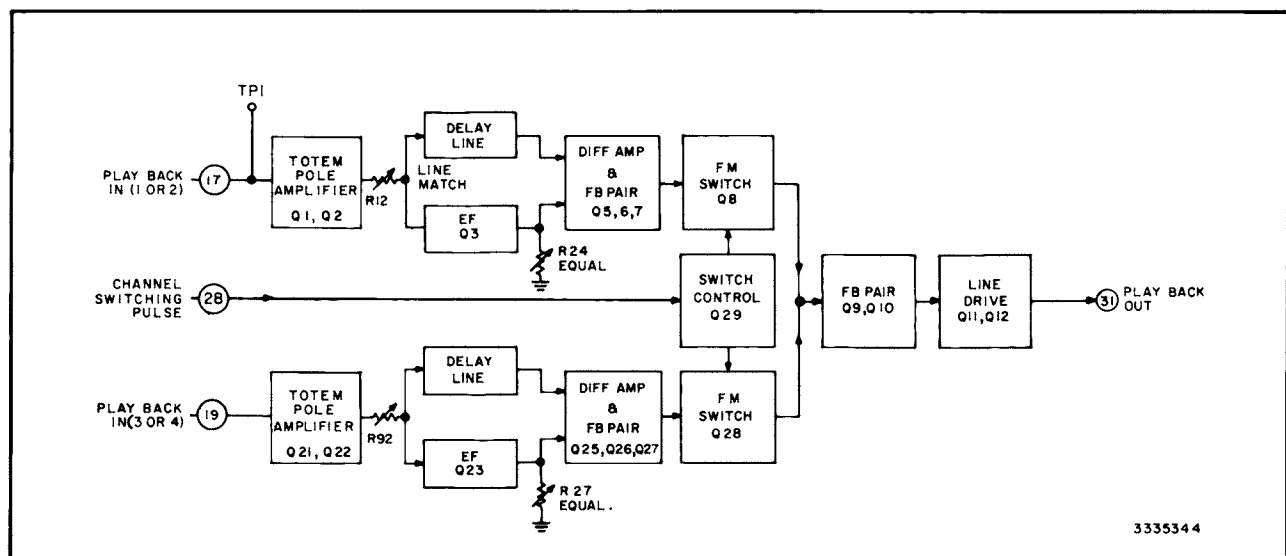 TP1
PLAY BACK
IN (1 OR 2)
17
TOTEM
POLE
AMPLIFIER
Q1, Q2
R12
LINE
MATCH
DELAY
LINE
EF
Q3
R24
EQUAL
DIFF AMP
&
FB PAIR
Q5,6,7
FM
SWITCH
Q8
CHANNEL
SWITCHING
PULSE
28
SWITCH
CONTROL
Q29
FB PAIR
Q9,Q10
LINE
DRIVE
Q11,Q12
31
PLAY BACK
OUT
PLAY BACK
IN(3 OR 4)
19
TOTEM
POLE
AMPLIFIER
Q21, Q22
R92
DELAY
LINE
EF
Q23
R27
EQUAL.
DIFF AMP
&
FB PAIR
Q25,Q26,Q27
FM
SWITCH
Q28
3335344